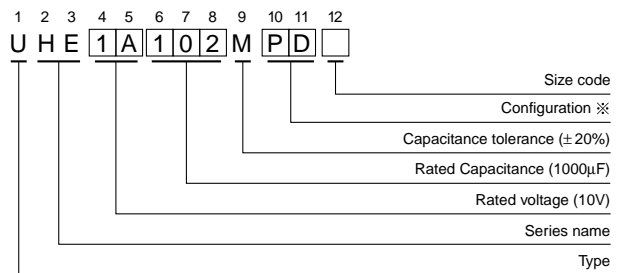 1 2 3 4 5 6 7 8 9 10 11 12
U H E 1 A 1 0 2 M P D
Size code
Configuration ※
Capacitance tolerance (± 20%)
Rated Capacitance (1000µF)
Rated voltage (10V)
Series name
Type